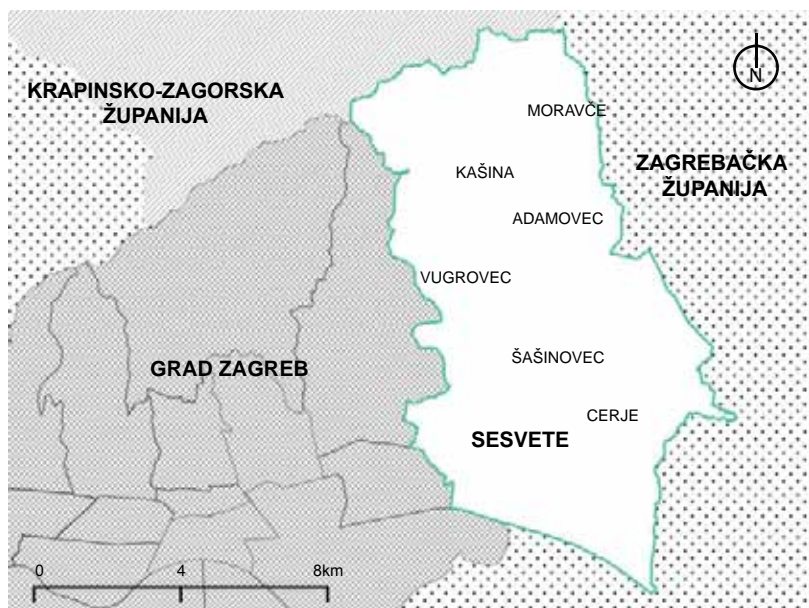 N
KRAPINSKO-ZAGORSKA
ŽUPANIJA
MORAVČE
ZAGREBAČKA
ŽUPANIJA
KAŠINA
ADAMOVEC
VUGROVEC
ŠAŠINOVEC
GRAD ZAGREB
CERJE
SESVETE
0 4 8km